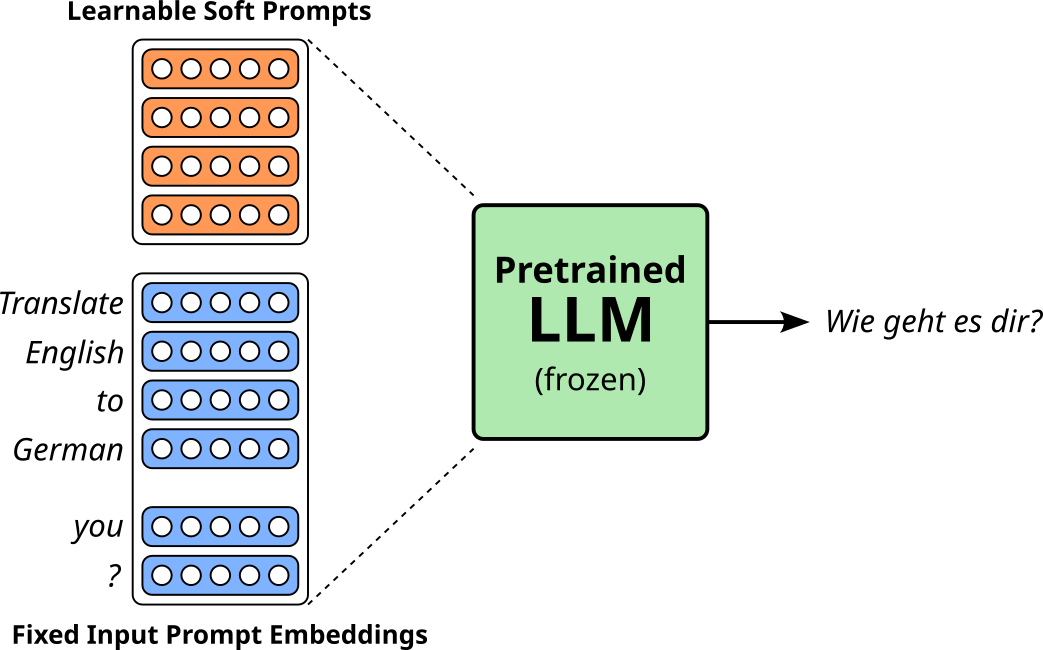 Learnable Soft Prompts
Translate
English
to
German
you
?
Fixed Input Prompt Embeddings
Pretrained
LLM
(frozen)
Wie geht es dir?